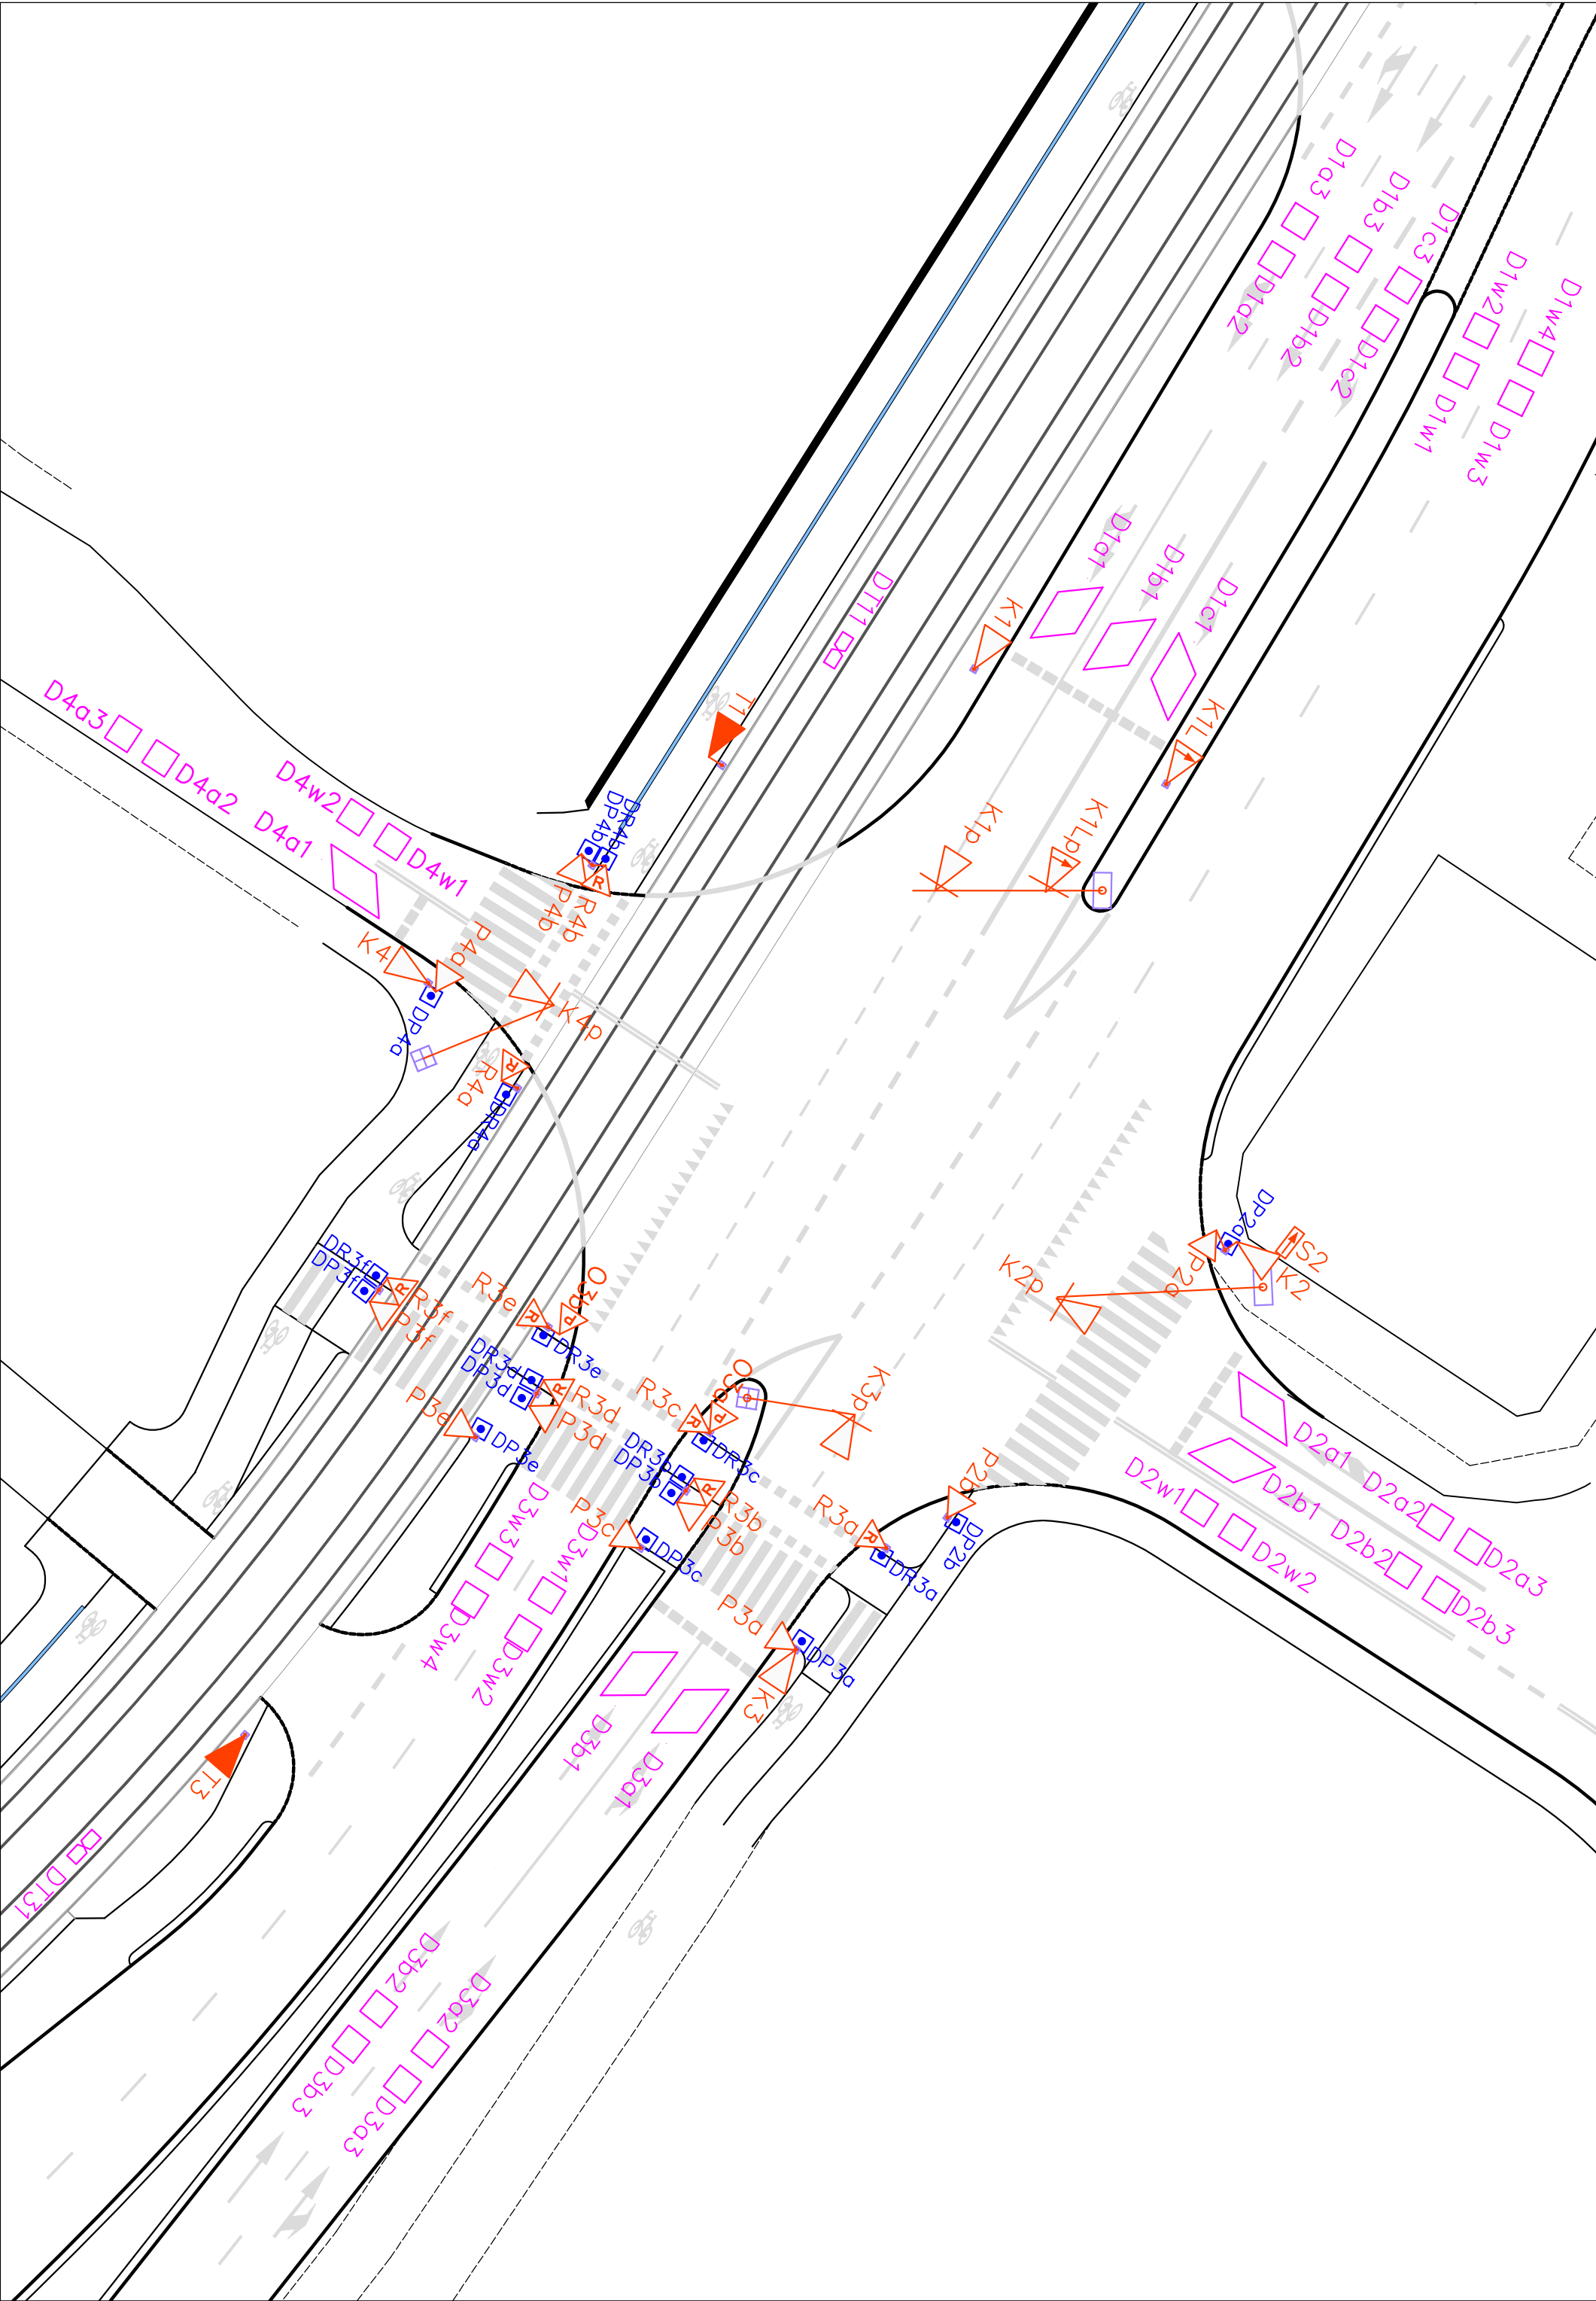 D1a3
D1b3
D1c3
D1w2
D1w4
D1a2
D1b2
D1c2
D1w1
D1w3
D1a1
D1b1
D1c1
DT11
K1
T1
K1L
K1p
K1Lp
D4a3
D4a2
D4w2
D4a1
D4w1
DR4b
DP4b
P4b
R4b
K4
P4a
DP4a
K4p
R4a
DR4a
DP2a
S2
K2
P2a
K2p
DR3f
DP3f
R3f
P3f
R3e
DR3e
DR3d
DP3d
R3d
P3d
P3e
DP3e
R3c
DR3c
K3p
DR3b
DP3b
R3b
P3b
P3c
DP3c
P2b
DP2b
R3a
DR3a
P3a
DP3a
K3
D2a1
D2b1
D2w1
D2w2
D2a2
D2a3
D2b2
D2b3
D3w3
D3w1
D3w4
D3w2
D3b1
D3a1
T3
DT31
D3b2
D3a2
D3b3
D3a3
R
R
R
R
R
R
R
R
R
P
P